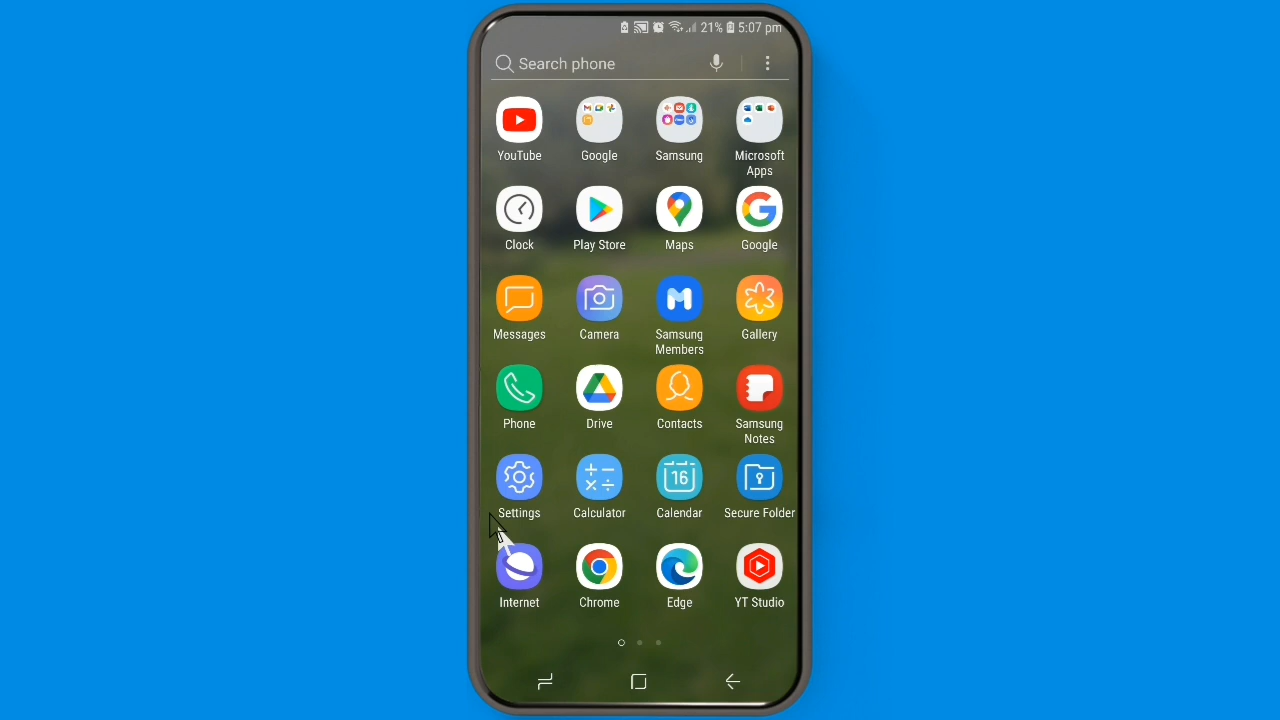 21% 5:07 pm
Search phone
YouTube Google Samsung Microsoft Apps
Clock Play Store Maps Google
Messages Camera Samsung Members Gallery
Phone Drive Contacts Samsung Notes
16
Settings Calculator Calendar Secure Folder
Internet Chrome Edge YT Studio